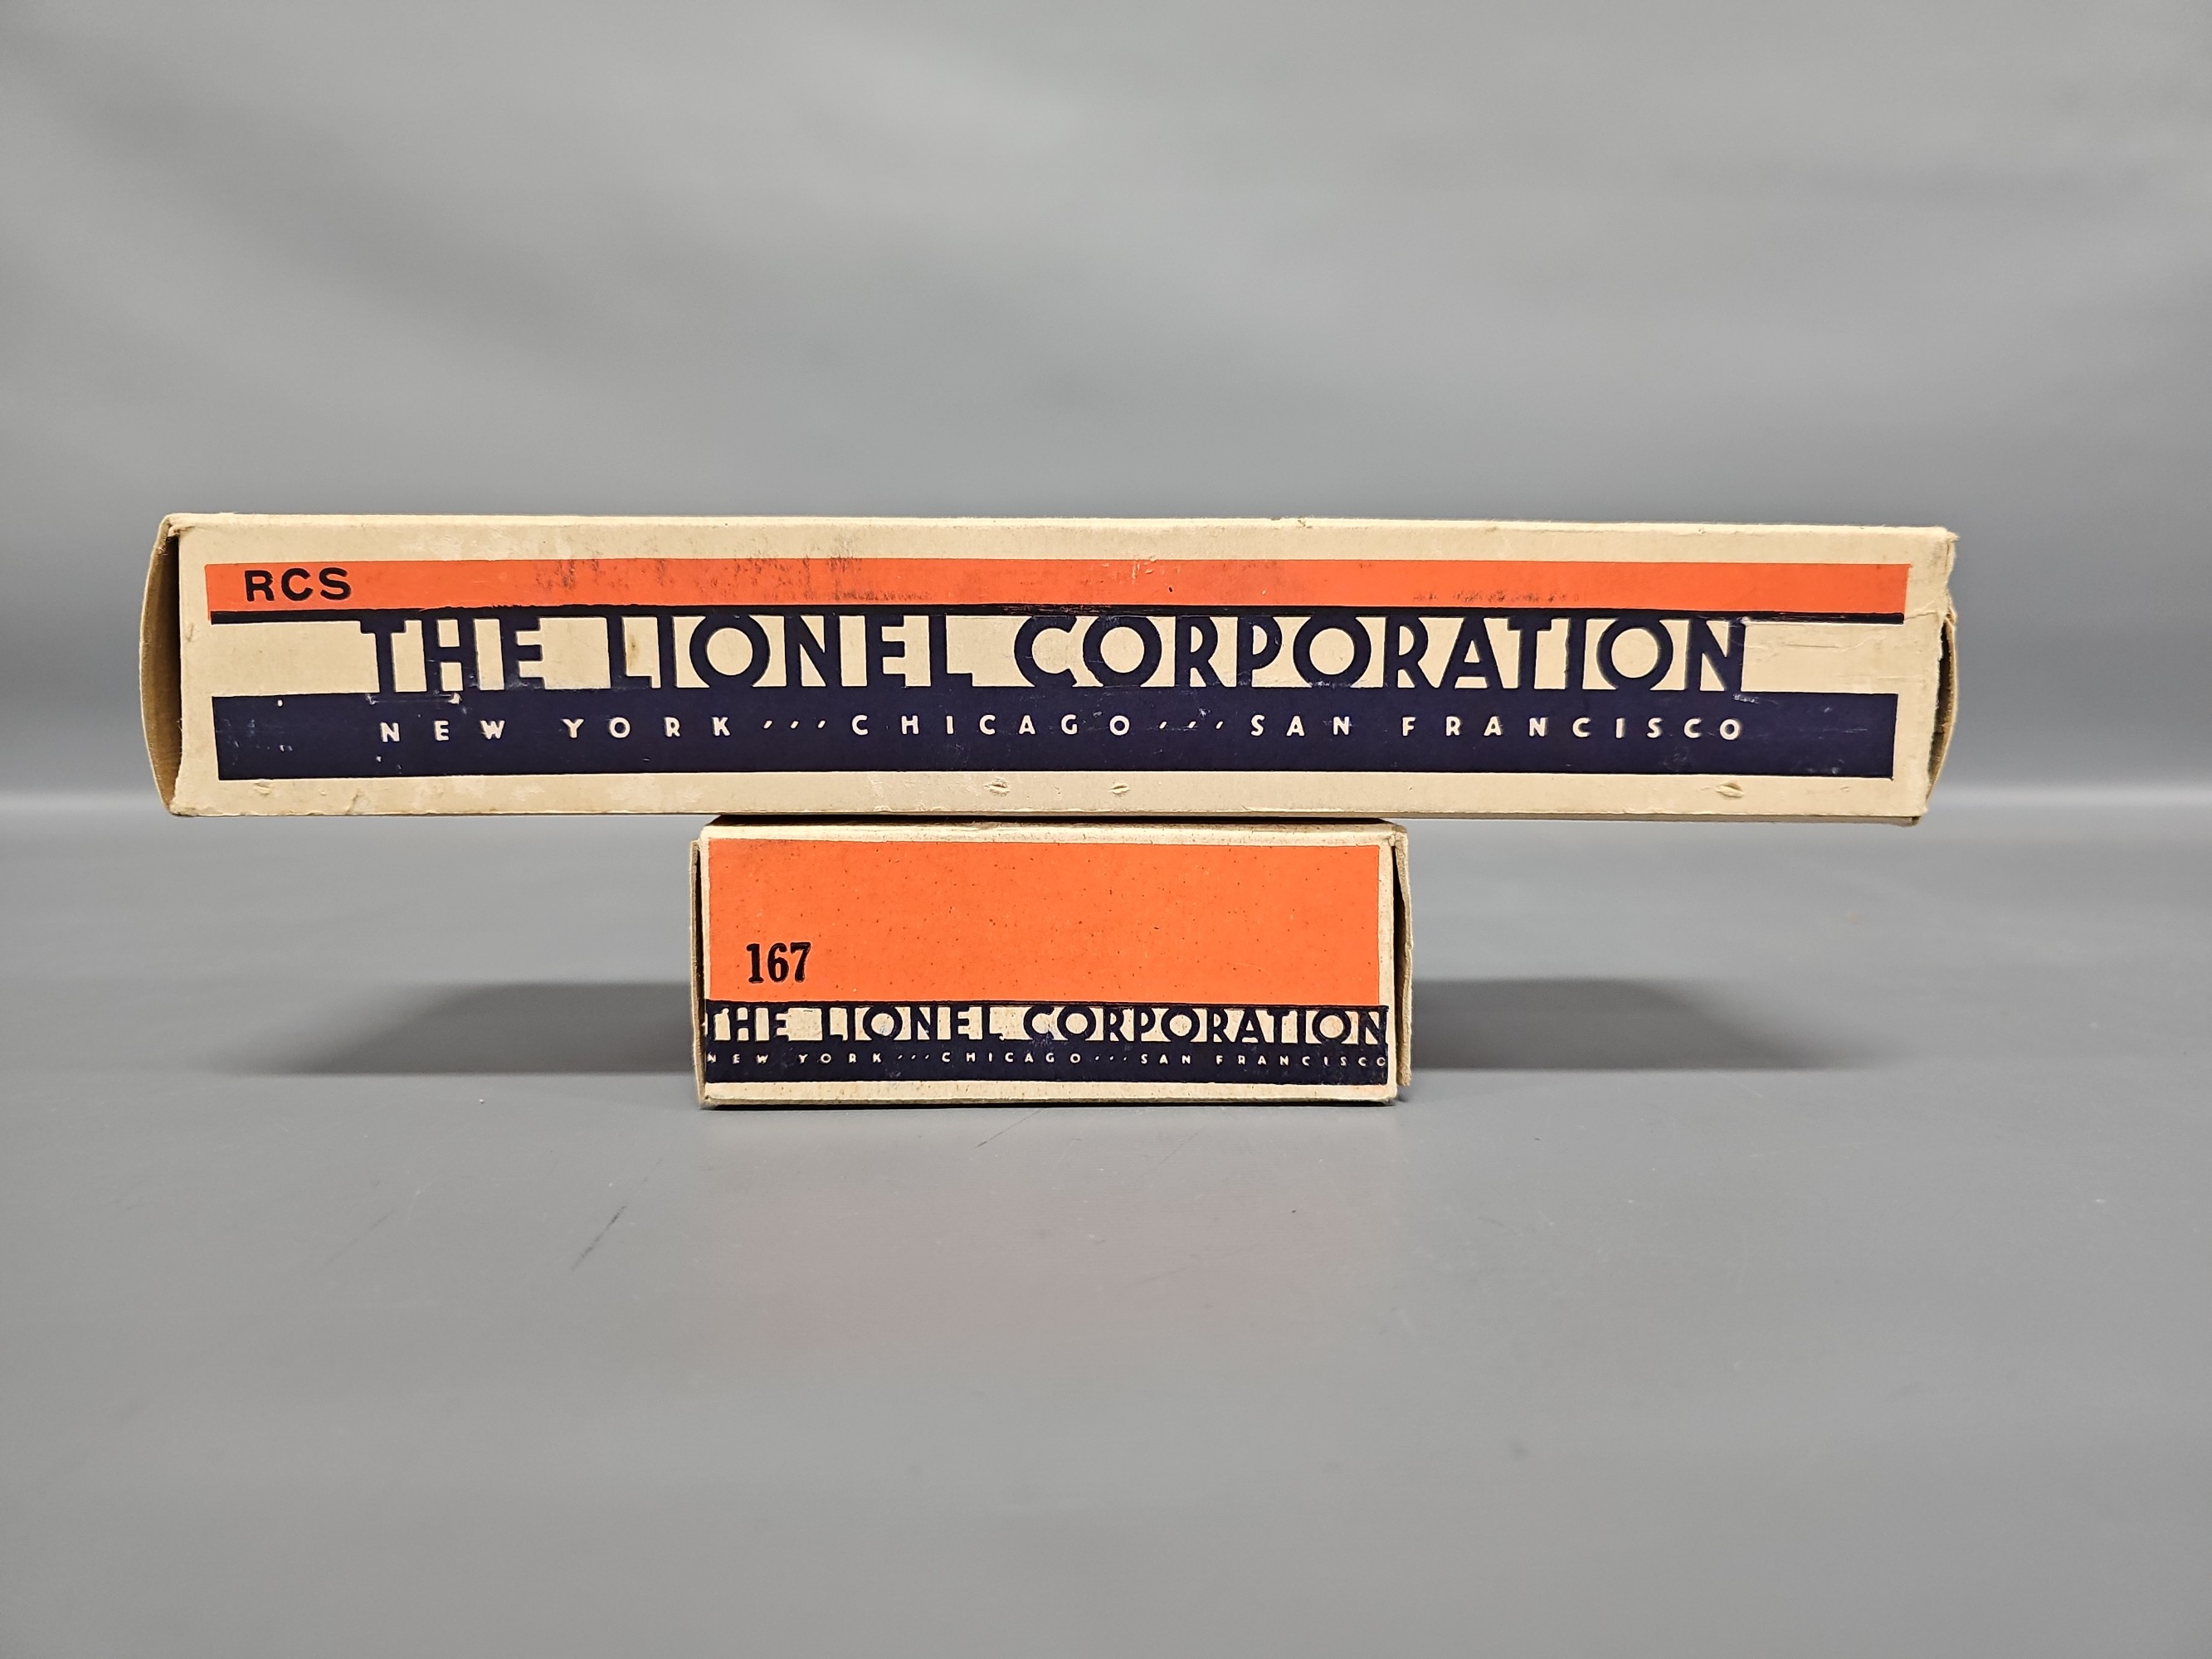 RCS
THE LIONEL CORPORATION
NEW YORK ''' CHICAGO ''' SAN FRANCISCO
167
THE LIONEL CORPORATION
NEW YORK ''' CHICAGO ''' SAN FRANCISCO